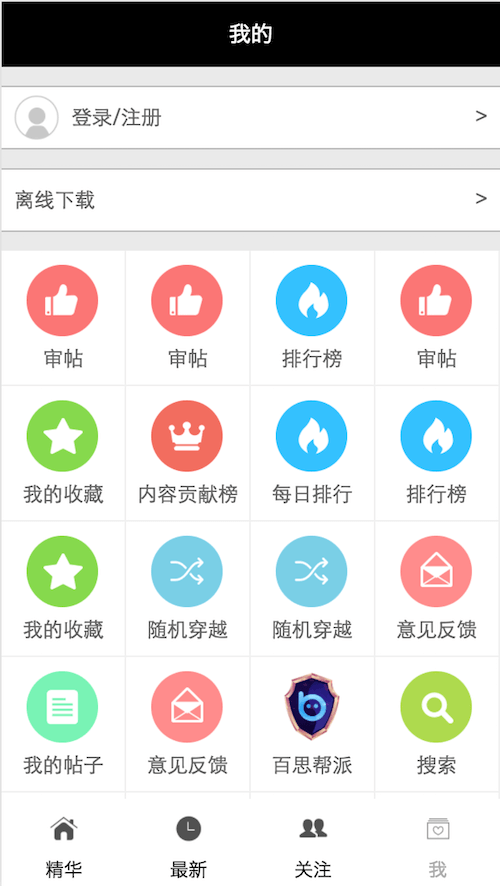 我的
登录/注册 >
离线下载 >
审帖 审帖 排行榜 审帖
我的收藏 内容贡献榜 每日排行 排行榜
我的收藏 随机穿越 随机穿越 意见反馈
我的帖子 意见反馈 百思帮派 搜索
精华 最新 关注 我